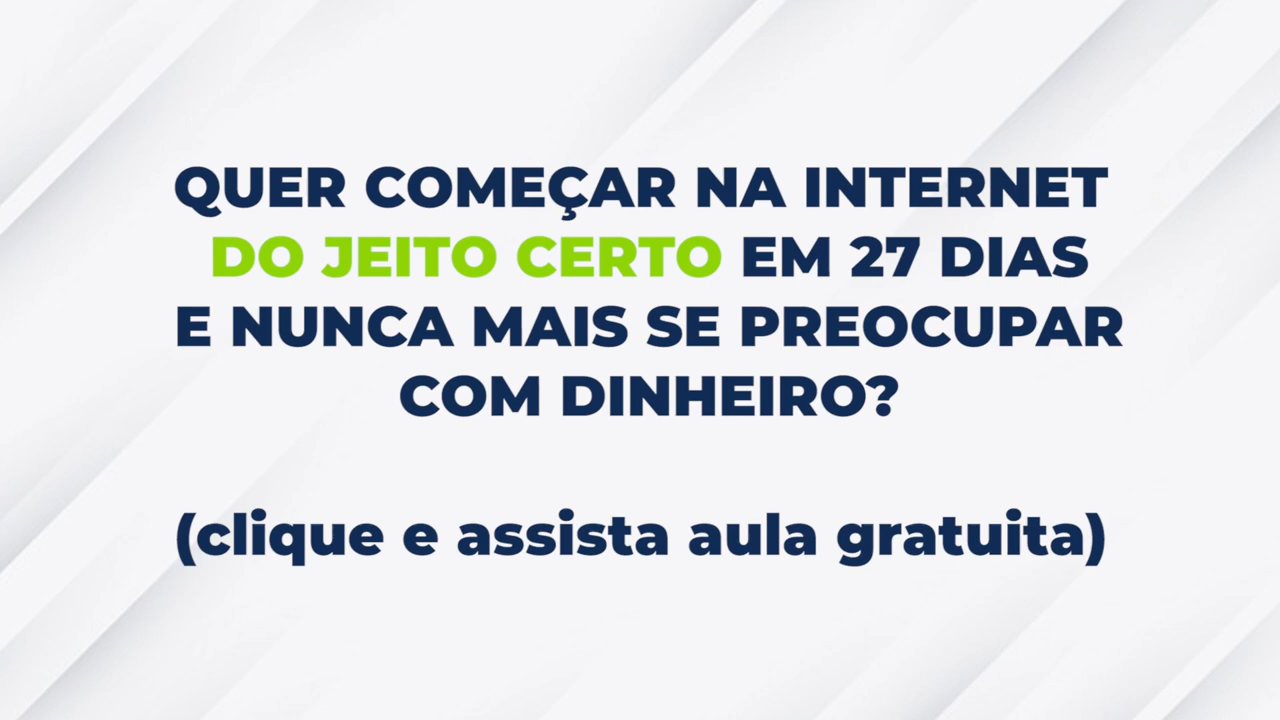 QUER COMEÇAR NA INTERNET
DO JEITO CERTO EM 27 DIAS
E NUNCA MAIS SE PREOCUPAR
COM DINHEIRO?
(clique e assista aula gratuita)